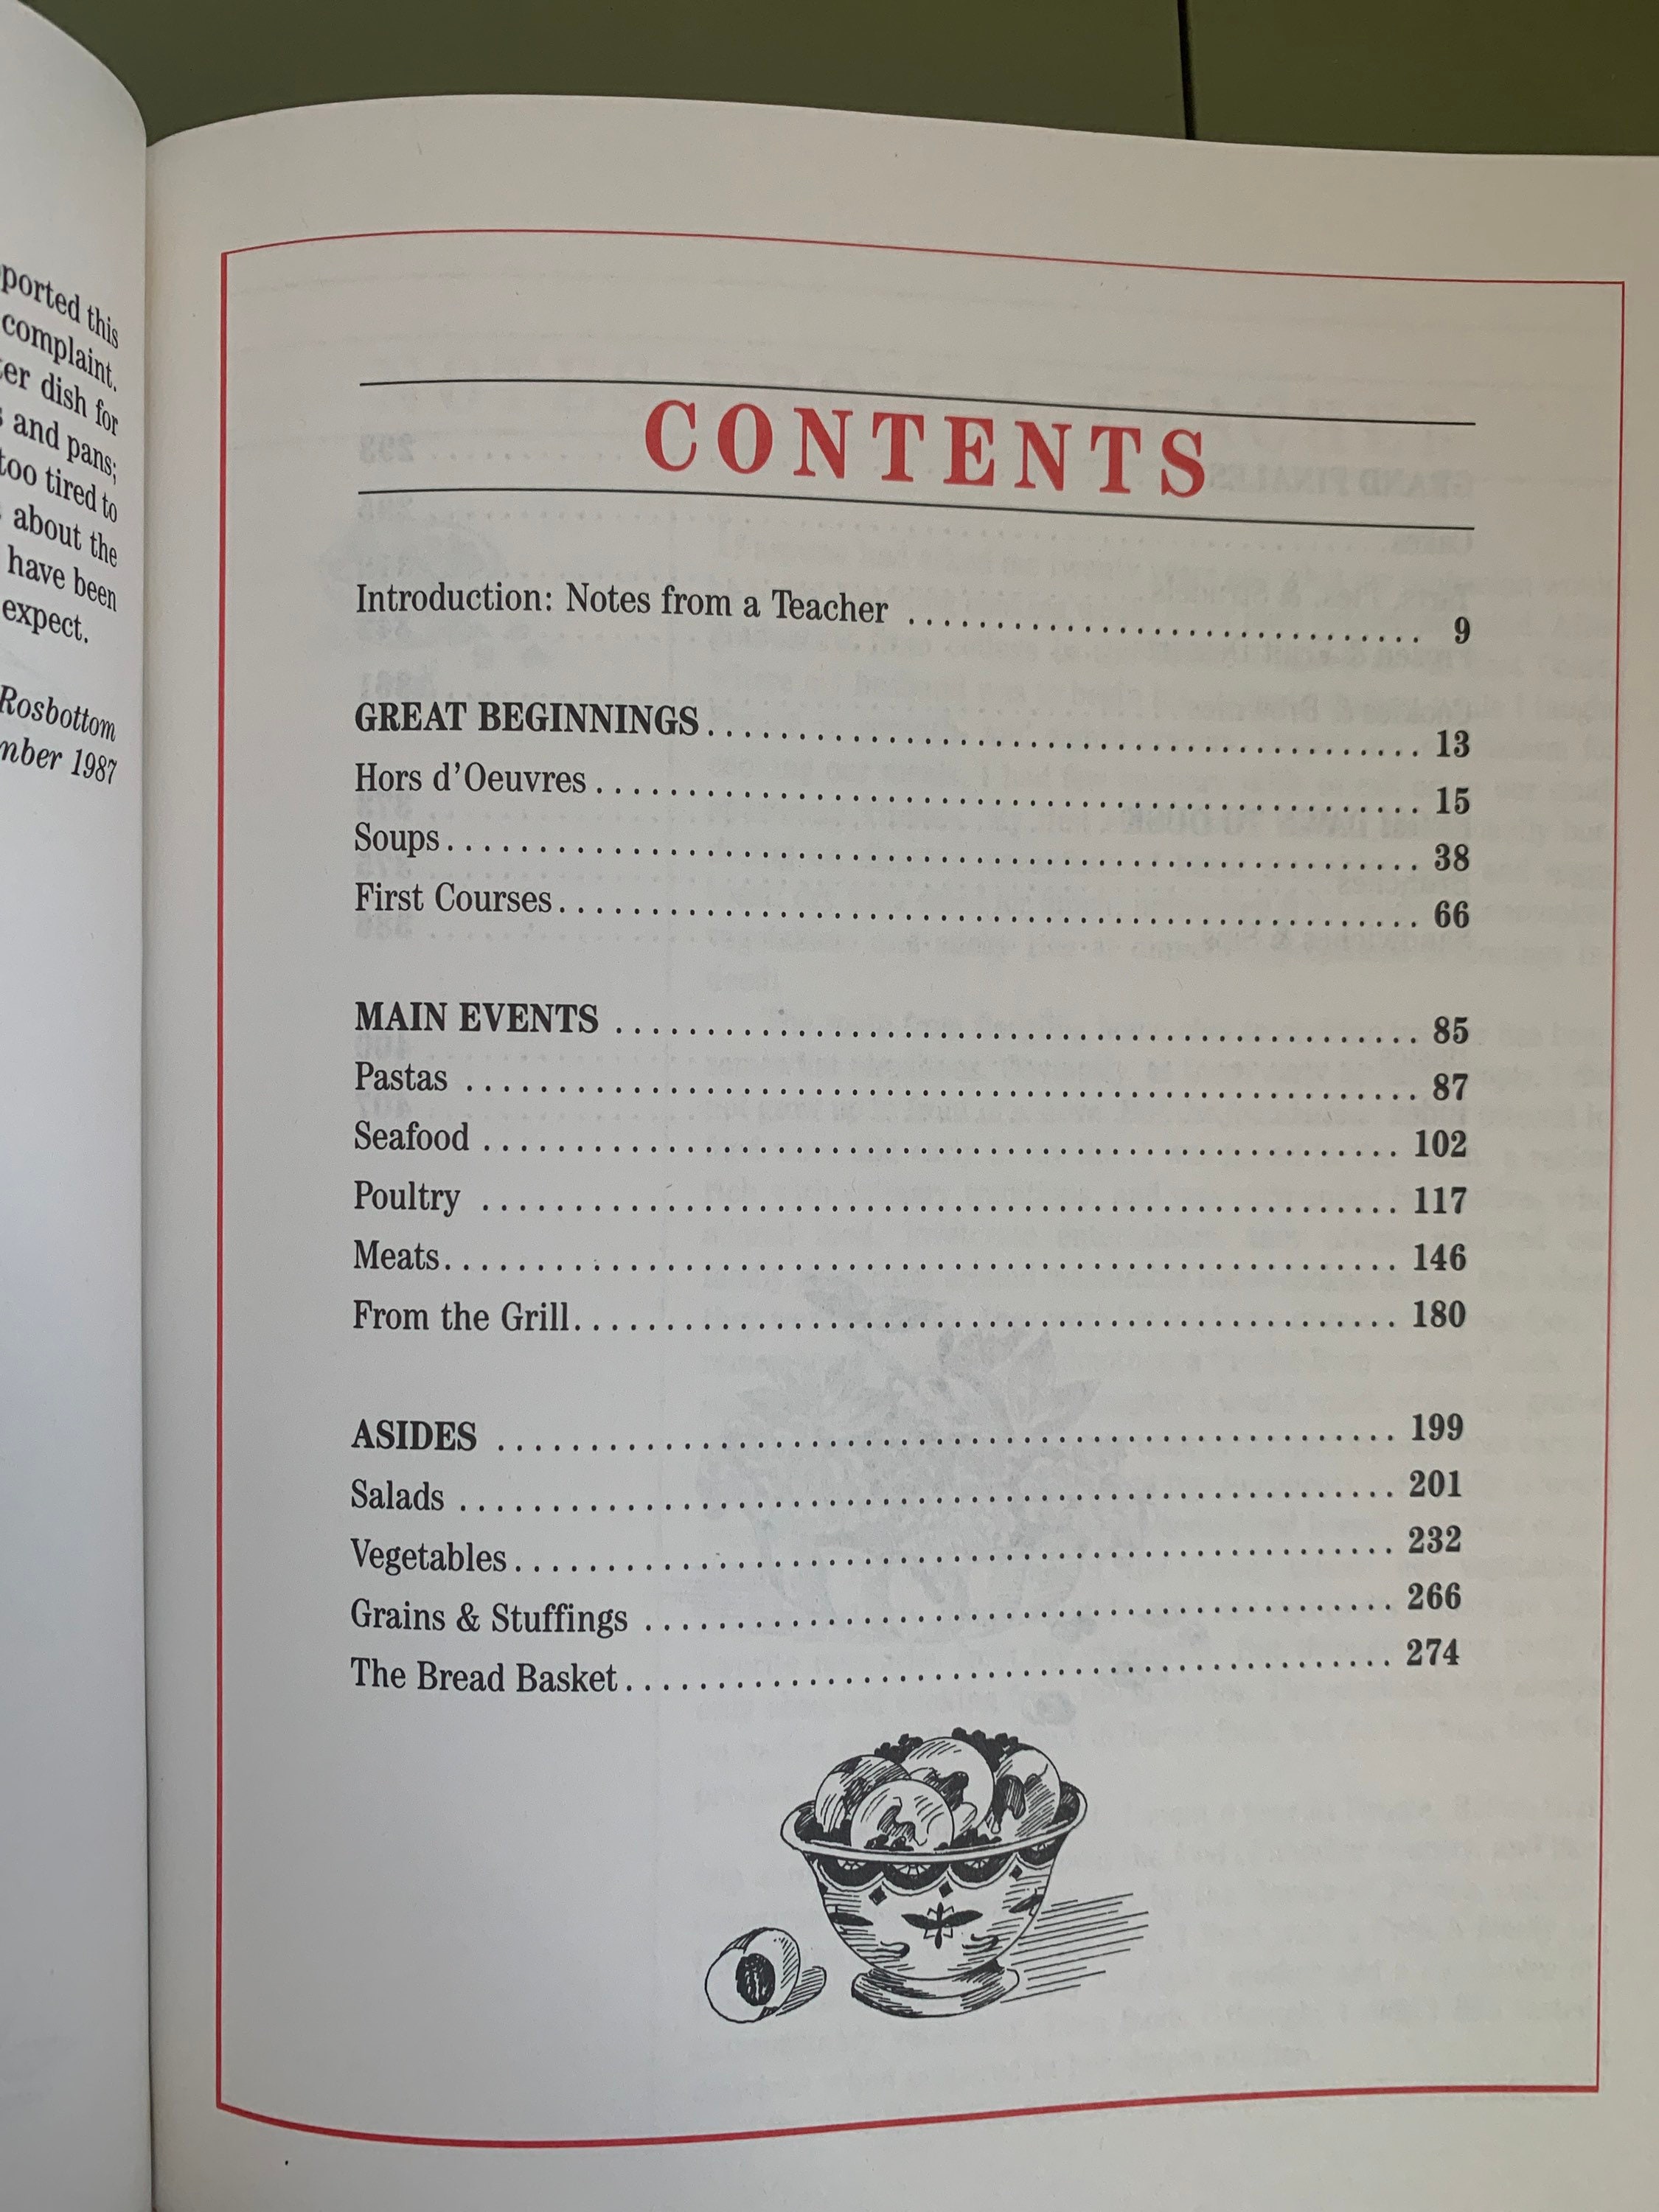 ported this
complaint.
er dish for
and pans;
too tired to
about the
have been
expect.
Rosbottom
mber 1987
CONTENTS
Introduction: Notes from a Teacher .............................. 9
GREAT BEGINNINGS .............................. 13
Hors d'Oeuvres .............................. 15
Soups .............................. 38
First Courses .............................. 66
MAIN EVENTS .............................. 85
Pastas .............................. 87
Seafood .............................. 102
Poultry .............................. 117
Meats .............................. 146
From the Grill .............................. 180
ASIDES .............................. 199
Salads .............................. 201
Vegetables .............................. 232
Grains & Stuffings .............................. 266
The Bread Basket .............................. 274